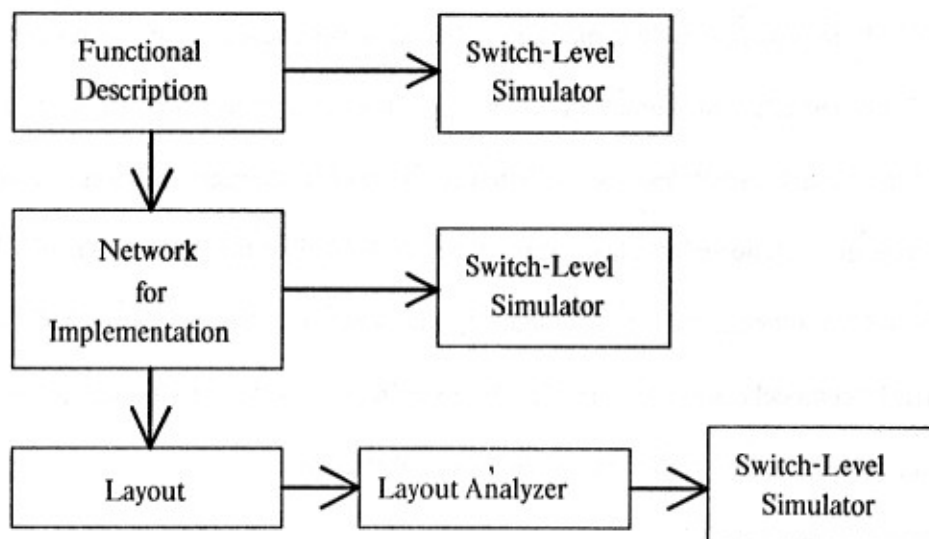 Functional
Description
Switch-Level
Simulator
Network
for
Implementation
Switch-Level
Simulator
Layout
Layout Analyzer
Switch-Level
Simulator